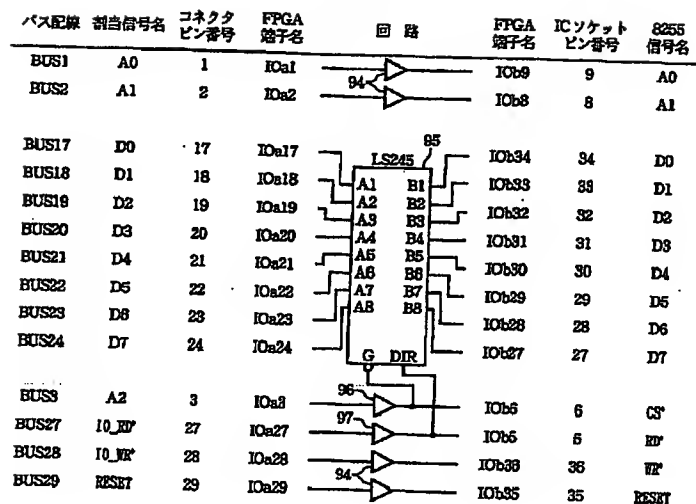 バス配線 割当信号名 コネクタピン番号 FPGA端子名 回路 FPGA端子名 ICソケットピン番号 8255信号名
BUS1 A0 1 IOa1 94 IOb9 9 A0
BUS2 A1 2 IOa2 IOb8 8 A1
LS245 95
BUS17 D0 17 IOa17 A1 B1 IOb34 34 D0
BUS18 D1 18 IOa18 A2 B2 IOb33 33 D1
BUS19 D2 19 IOa19 A3 B3 IOb32 32 D2
BUS20 D3 20 IOa20 A4 B4 IOb31 31 D3
BUS21 D4 21 IOa21 A5 B5 IOb30 30 D4
BUS22 D5 22 IOa22 A6 B6 IOb29 29 D5
BUS23 D6 23 IOa23 A7 B7 IOb28 28 D6
BUS24 D7 24 IOa24 A8 B8 IOb27 27 D7
G DIR
BUS3 A2 3 IOa3 96 IOb6 6 CS*
BUS27 IO_RD* 27 IOa27 97 IOb5 5 RD*
BUS28 IO_WR* 28 IOa28 IOb36 36 WR*
BUS29 RESET 29 IOa29 94 IOb35 35 RESET